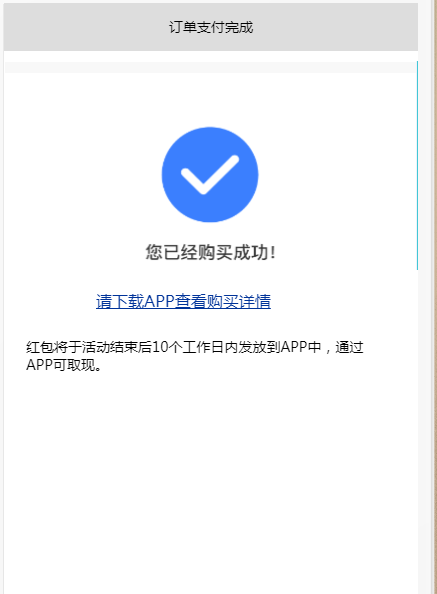 订单支付完成
您已经购买成功！
请下载APP查看购买详情
红包将于活动结束后10个工作日内发放到APP中，通过
APP可取现。